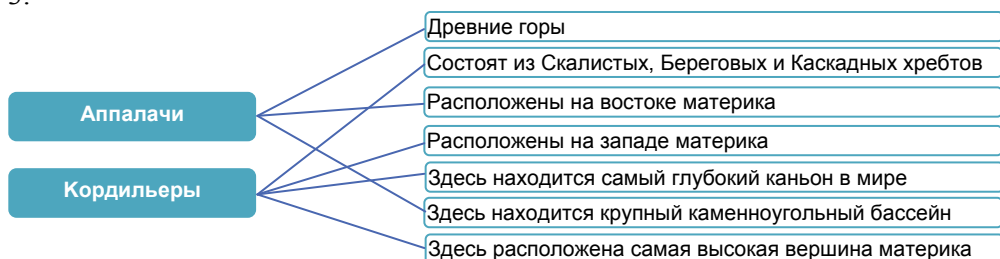 Древние горы
Состоят из Скалистых, Береговых и Каскадных хребтов
Аппалачи
Расположены на востоке материка
Расположены на западе материка
Кордильеры
Здесь находится самый глубокий каньон в мире
Здесь находится крупный каменноугольный бассейн
Здесь расположена самая высокая вершина материка